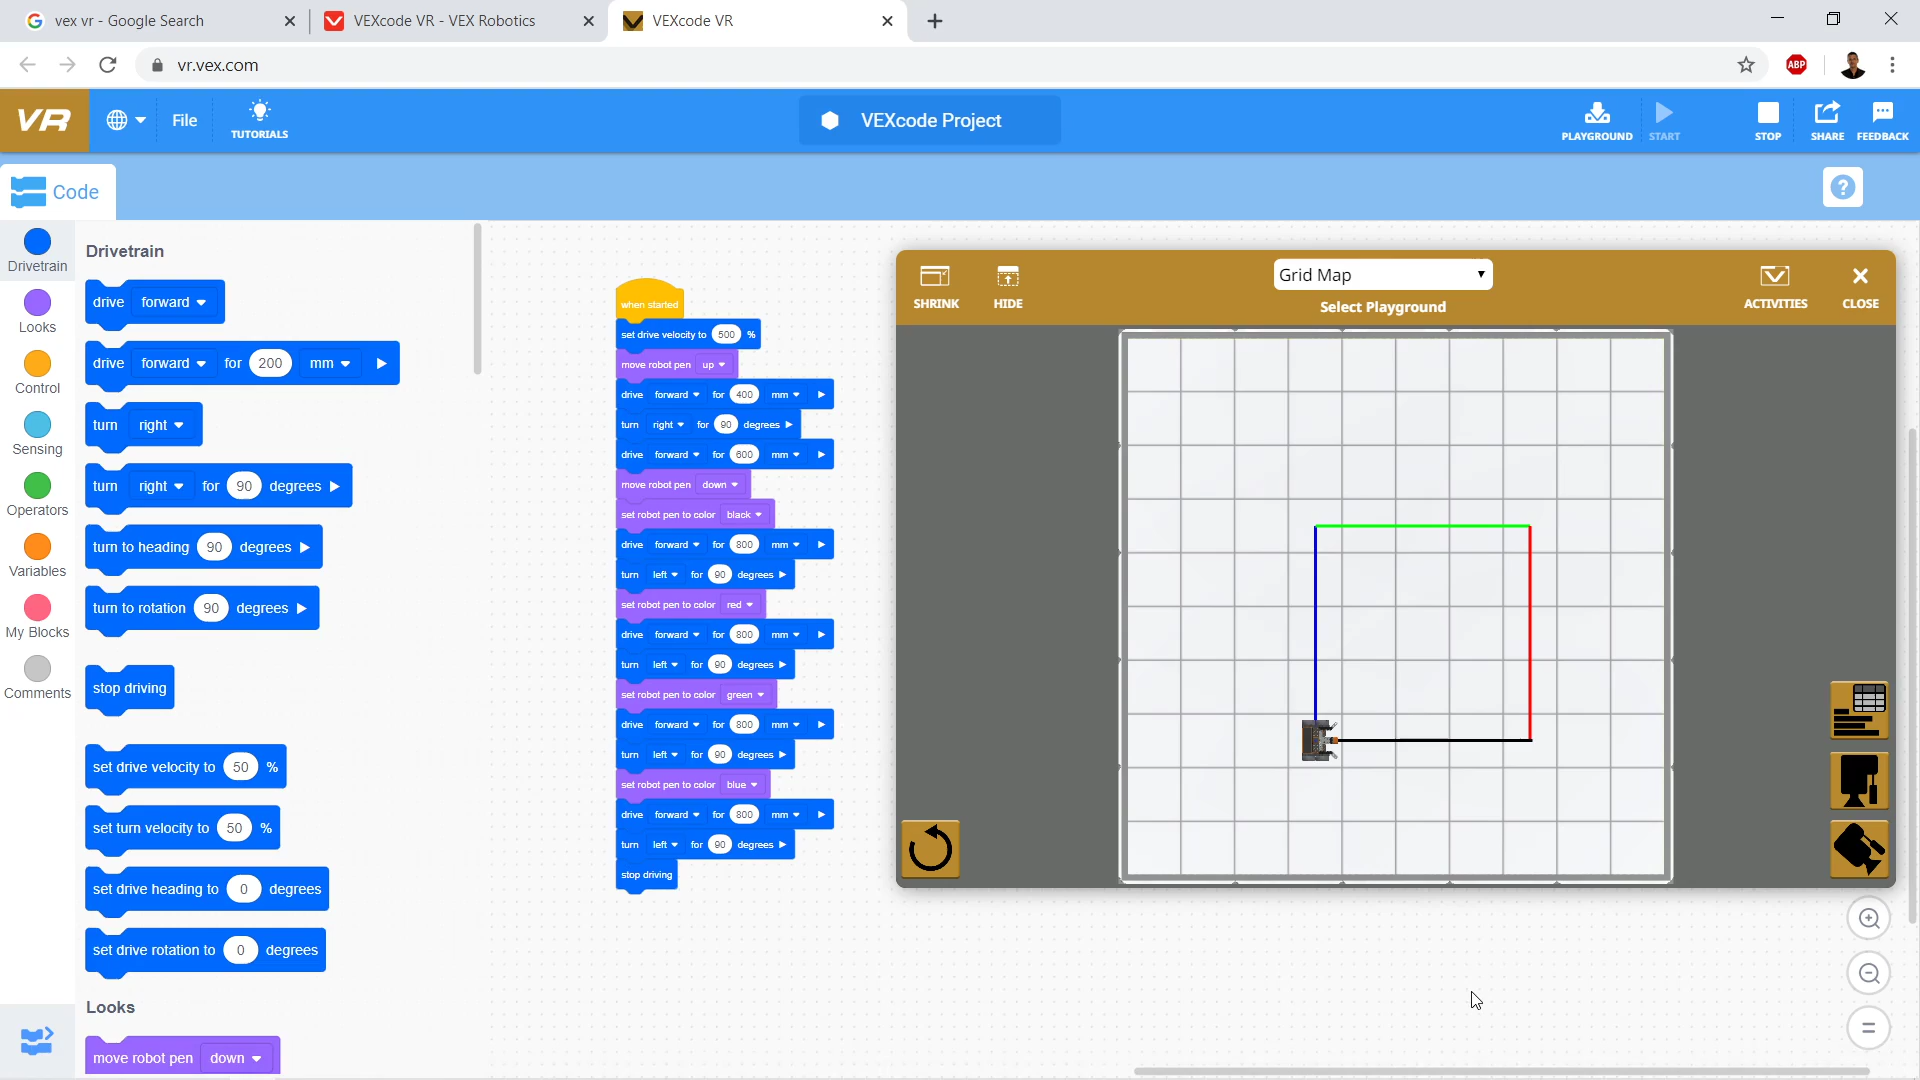 vex vr - Google Search
VEXcode VR - VEX Robotics
VEXcode VR
vr.vex.com
ABP
VR
File
TUTORIALS
VEXcode Project
PLAYGROUND
START
STOP
SHARE
FEEDBACK
Code
?
Drivetrain
Looks
Control
Sensing
Operators
Variables
My Blocks
Comments
Drivetrain
drive forward
drive forward for 200 mm
turn right
turn right for 90 degrees
turn to heading 90 degrees
turn to rotation 90 degrees
stop driving
set drive velocity to 50 %
set turn velocity to 50 %
set drive heading to 0 degrees
set drive rotation to 0 degrees
Looks
move robot pen down
when started
set drive velocity to 500 %
move robot pen up
drive forward for 400 mm
turn right for 90 degrees
drive forward for 600 mm
move robot pen down
set robot pen to color black
drive forward for 800 mm
turn left for 90 degrees
set robot pen to color red
drive forward for 800 mm
turn left for 90 degrees
set robot pen to color green
drive forward for 800 mm
turn left for 90 degrees
set robot pen to color blue
drive forward for 800 mm
turn left for 90 degrees
stop driving
SHRINK
HIDE
Grid Map
Select Playground
ACTIVITIES
CLOSE